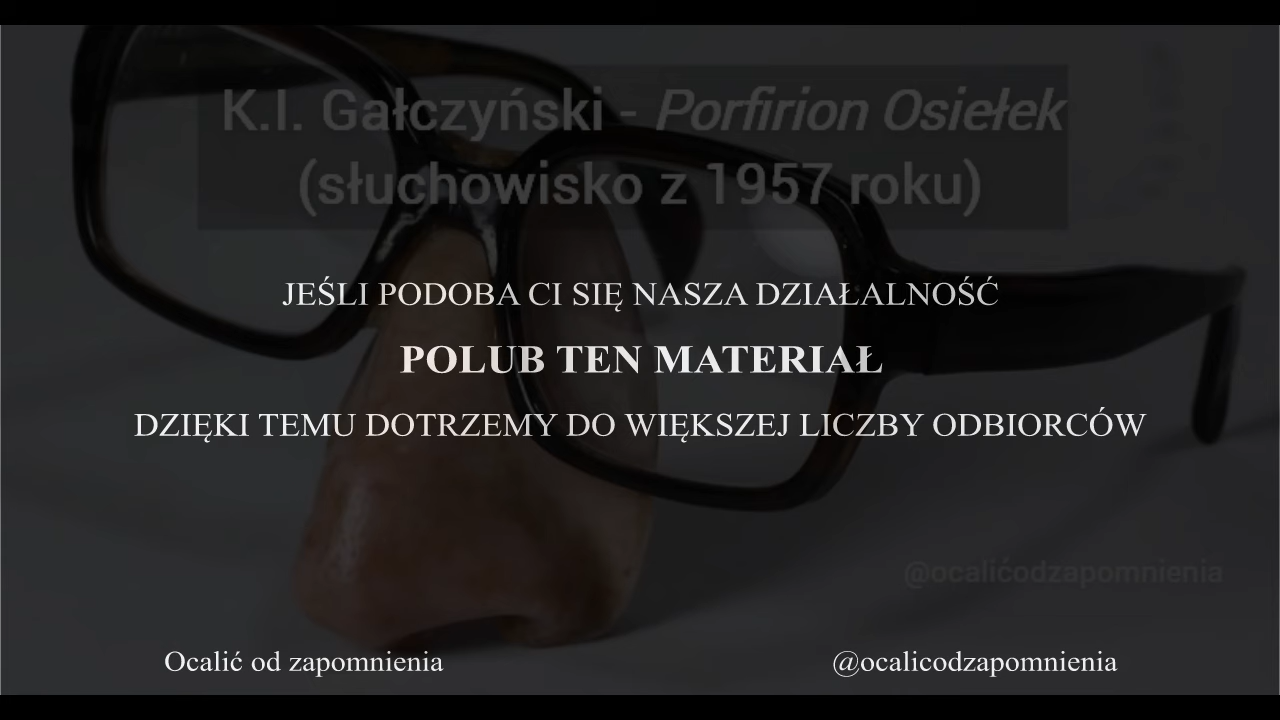 K.I. Gałczyński - Porfirion Osiełek
(słuchowisko z 1957 roku)
JEŚLI PODOBA CI SIĘ NASZA DZIAŁALNOŚĆ
POLUB TEN MATERIAŁ
DZIĘKI TEMU DOTRZEMY DO WIĘKSZEJ LICZBY ODBIORCÓW
@ocalićodzapomnienia
Ocalić od zapomnienia
@ocalicodzapomnienia